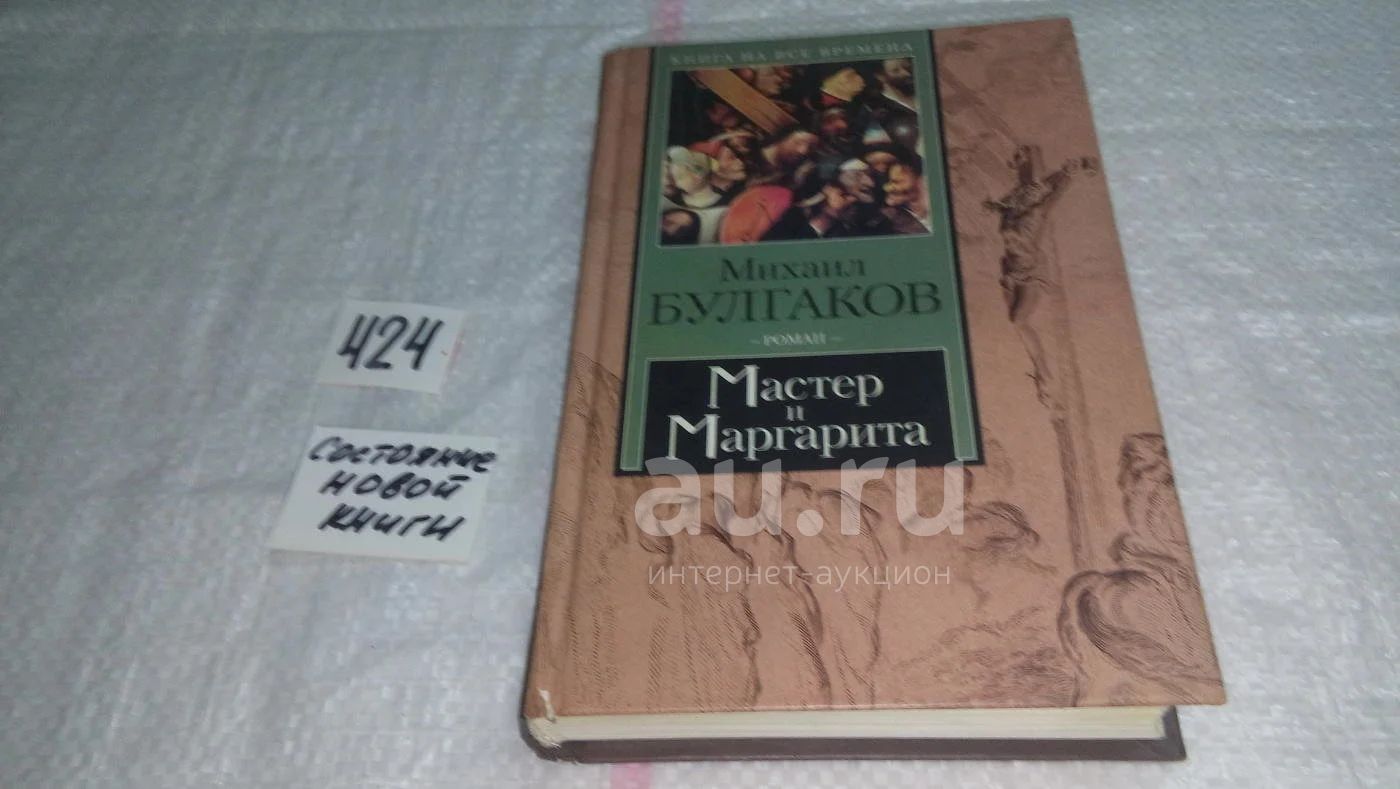 КНИГА НА ВСЕ ВРЕМЕНА
Михаил
БУЛГАКОВ
- РОМАН -
Мастер
и
Маргарита
424
Состояние
новой
книги
au.ru
интернет-аукцион